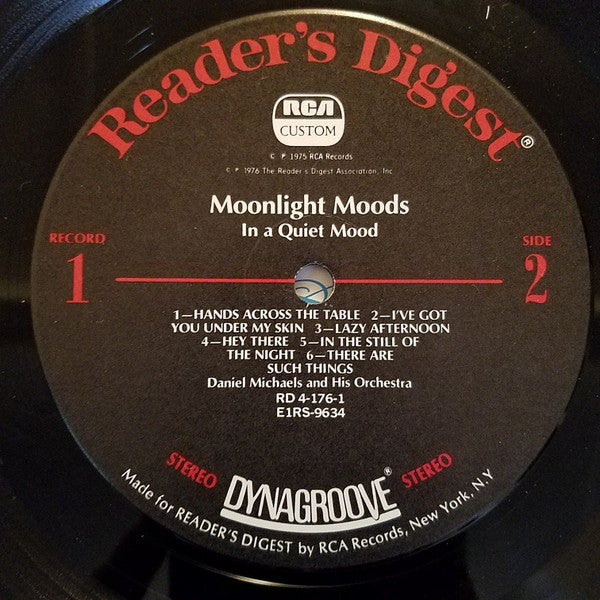 Reader's Digest®
RCA
CUSTOM
© ℗ 1975 RCA Records
© ℗ 1976 The Reader's Digest Association, Inc
Moonlight Moods
In a Quiet Mood
RECORD
1
SIDE
2
1—HANDS ACROSS THE TABLE 2—I'VE GOT
YOU UNDER MY SKIN 3—LAZY AFTERNOON
4—HEY THERE 5—IN THE STILL OF
THE NIGHT 6—THERE ARE
SUCH THINGS
Daniel Michaels and His Orchestra
RD 4-176-1
E1RS-9634
STEREO DYNAGROOVE® STEREO
Made for READER'S DIGEST by RCA Records, New York, N.Y